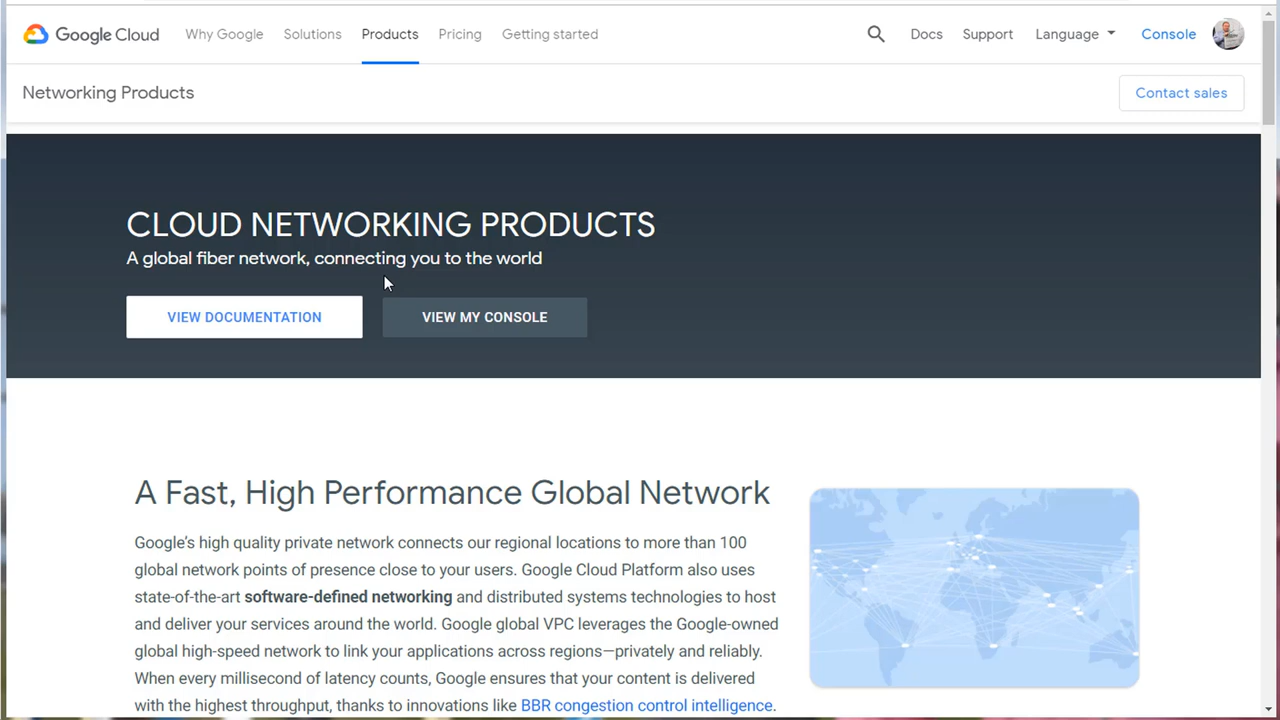 Google Cloud Why Google Solutions Products Pricing Getting started Docs Support Language Console
Networking Products Contact sales
CLOUD NETWORKING PRODUCTS
A global fiber network, connecting you to the world
VIEW DOCUMENTATION VIEW MY CONSOLE
A Fast, High Performance Global Network
Google’s high quality private network connects our regional locations to more than 100
global network points of presence close to your users. Google Cloud Platform also uses
state-of-the-art software-defined networking and distributed systems technologies to host
and deliver your services around the world. Google global VPC leverages the Google-owned
global high-speed network to link your applications across regions—privately and reliably.
When every millisecond of latency counts, Google ensures that your content is delivered
with the highest throughput, thanks to innovations like BBR congestion control intelligence.